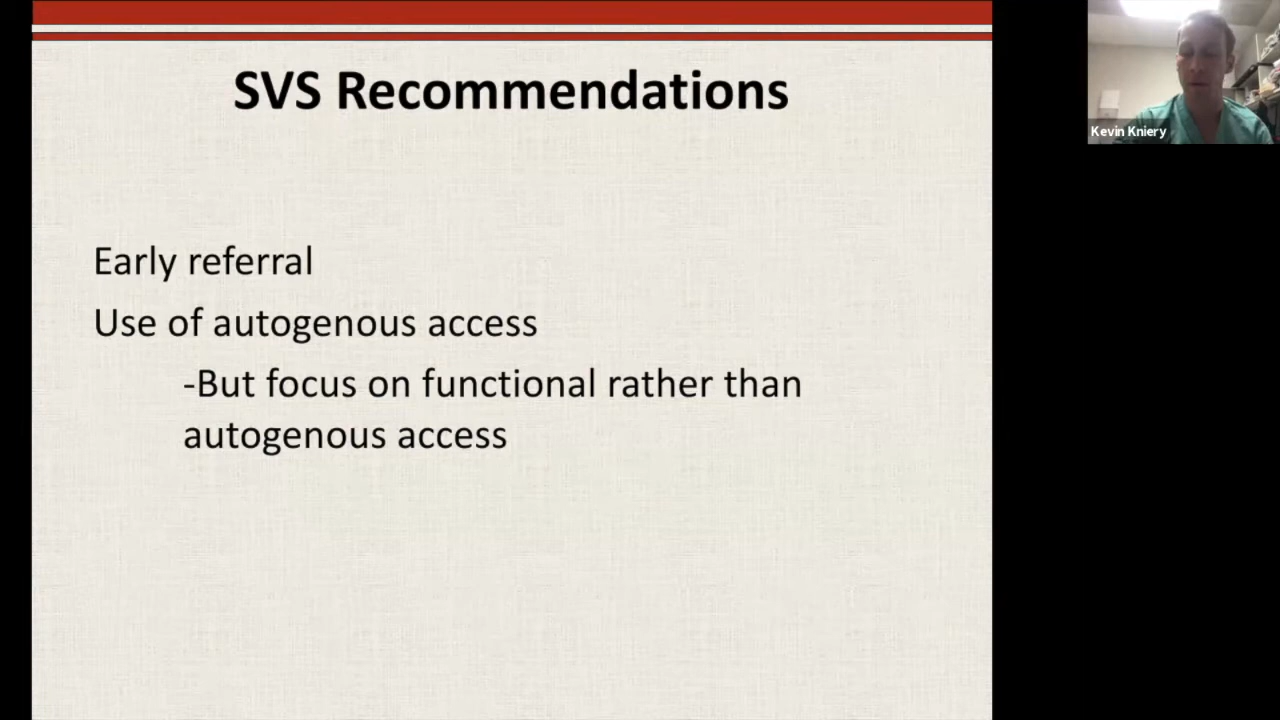 SVS Recommendations
Kevin Kniery
Early referral
Use of autogenous access
-But focus on functional rather than
autogenous access